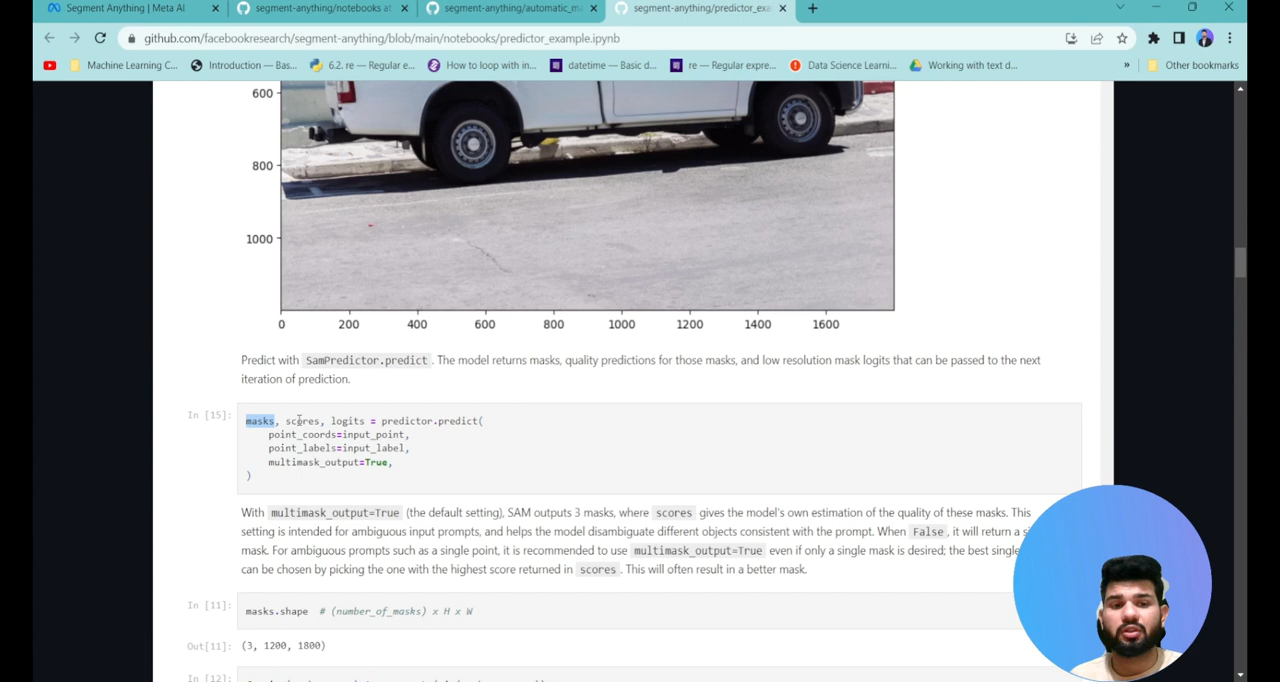 Segment Anything | Meta AI
segment-anything/notebooks at
segment-anything/automatic_ma
segment-anything/predictor_exa
github.com/facebookresearch/segment-anything/blob/main/notebooks/predictor_example.ipynb
Machine Learning C...
Introduction — Bas...
6.2. re — Regular e...
How to loop with in...
datetime — Basic d...
re — Regular expre...
Data Science Learni...
Working with text d...
»
Other bookmarks
600
800
1000
0 200 400 600 800 1000 1200 1400 1600
Predict with SamPredictor.predict . The model returns masks, quality predictions for those masks, and low resolution mask logits that can be passed to the next
iteration of prediction.
In [15]:
masks, scores, logits = predictor.predict(
point_coords=input_point,
point_labels=input_label,
multimask_output=True,
)
With multimask_output=True (the default setting), SAM outputs 3 masks, where scores gives the model's own estimation of the quality of these masks. This
setting is intended for ambiguous input prompts, and helps the model disambiguate different objects consistent with the prompt. When False , it will return a
mask. For ambiguous prompts such as a single point, it is recommended to use multimask_output=True even if only a single mask is desired; the best single
can be chosen by picking the one with the highest score returned in scores . This will often result in a better mask.
In [11]:
masks.shape # (number_of_masks) x H x W
Out[11]: (3, 1200, 1800)
In [12]: